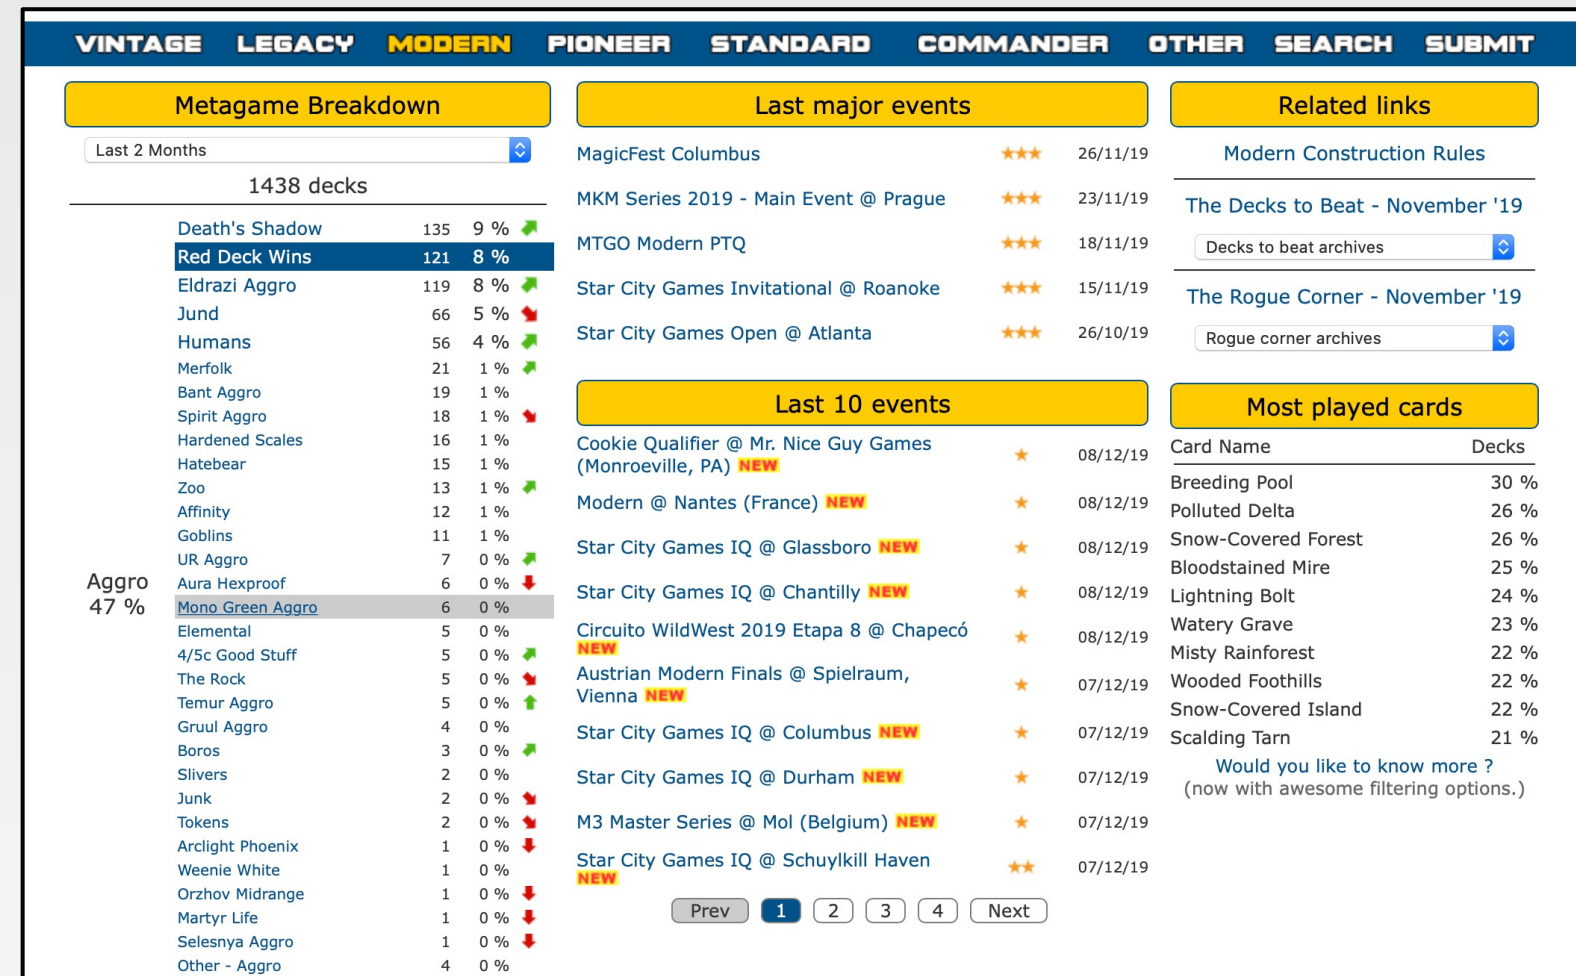 VINTAGE LEGACY MODERN PIONEER STANDARD COMMANDER OTHER SEARCH SUBMIT
Metagame Breakdown
Last 2 Months
1438 decks
Death's Shadow 135 9 %
Red Deck Wins 121 8 %
Eldrazi Aggro 119 8 %
Jund 66 5 %
Humans 56 4 %
Merfolk 21 1 %
Bant Aggro 19 1 %
Spirit Aggro 18 1 %
Hardened Scales 16 1 %
Hatebear 15 1 %
Zoo 13 1 %
Affinity 12 1 %
Goblins 11 1 %
UR Aggro 7 0 %
Aggro
47 %
Aura Hexproof 6 0 %
Mono Green Aggro 6 0 %
Elemental 5 0 %
4/5c Good Stuff 5 0 %
The Rock 5 0 %
Temur Aggro 5 0 %
Gruul Aggro 4 0 %
Boros 3 0 %
Slivers 2 0 %
Junk 2 0 %
Tokens 2 0 %
Arclight Phoenix 1 0 %
Weenie White 1 0 %
Orzhov Midrange 1 0 %
Martyr Life 1 0 %
Selesnya Aggro 1 0 %
Other - Aggro 4 0 %
Last major events
MagicFest Columbus 26/11/19
MKM Series 2019 - Main Event @ Prague 23/11/19
MTGO Modern PTQ 18/11/19
Star City Games Invitational @ Roanoke 15/11/19
Star City Games Open @ Atlanta 26/10/19
Last 10 events
Cookie Qualifier @ Mr. Nice Guy Games
(Monroeville, PA) NEW 08/12/19
Modern @ Nantes (France) NEW 08/12/19
Star City Games IQ @ Glassboro NEW 08/12/19
Star City Games IQ @ Chantilly NEW 08/12/19
Circuito WildWest 2019 Etapa 8 @ Chapecó
NEW 08/12/19
Austrian Modern Finals @ Spielraum,
Vienna NEW 07/12/19
Star City Games IQ @ Columbus NEW 07/12/19
Star City Games IQ @ Durham NEW 07/12/19
M3 Master Series @ Mol (Belgium) NEW 07/12/19
Star City Games IQ @ Schuylkill Haven
NEW 07/12/19
Prev 1 2 3 4 Next
Related links
Modern Construction Rules
The Decks to Beat - November '19
Decks to beat archives
The Rogue Corner - November '19
Rogue corner archives
Most played cards
Card Name Decks
Breeding Pool 30 %
Polluted Delta 26 %
Snow-Covered Forest 26 %
Bloodstained Mire 25 %
Lightning Bolt 24 %
Watery Grave 23 %
Misty Rainforest 22 %
Wooded Foothills 22 %
Snow-Covered Island 22 %
Scalding Tarn 21 %
Would you like to know more ?
(now with awesome filtering options.)